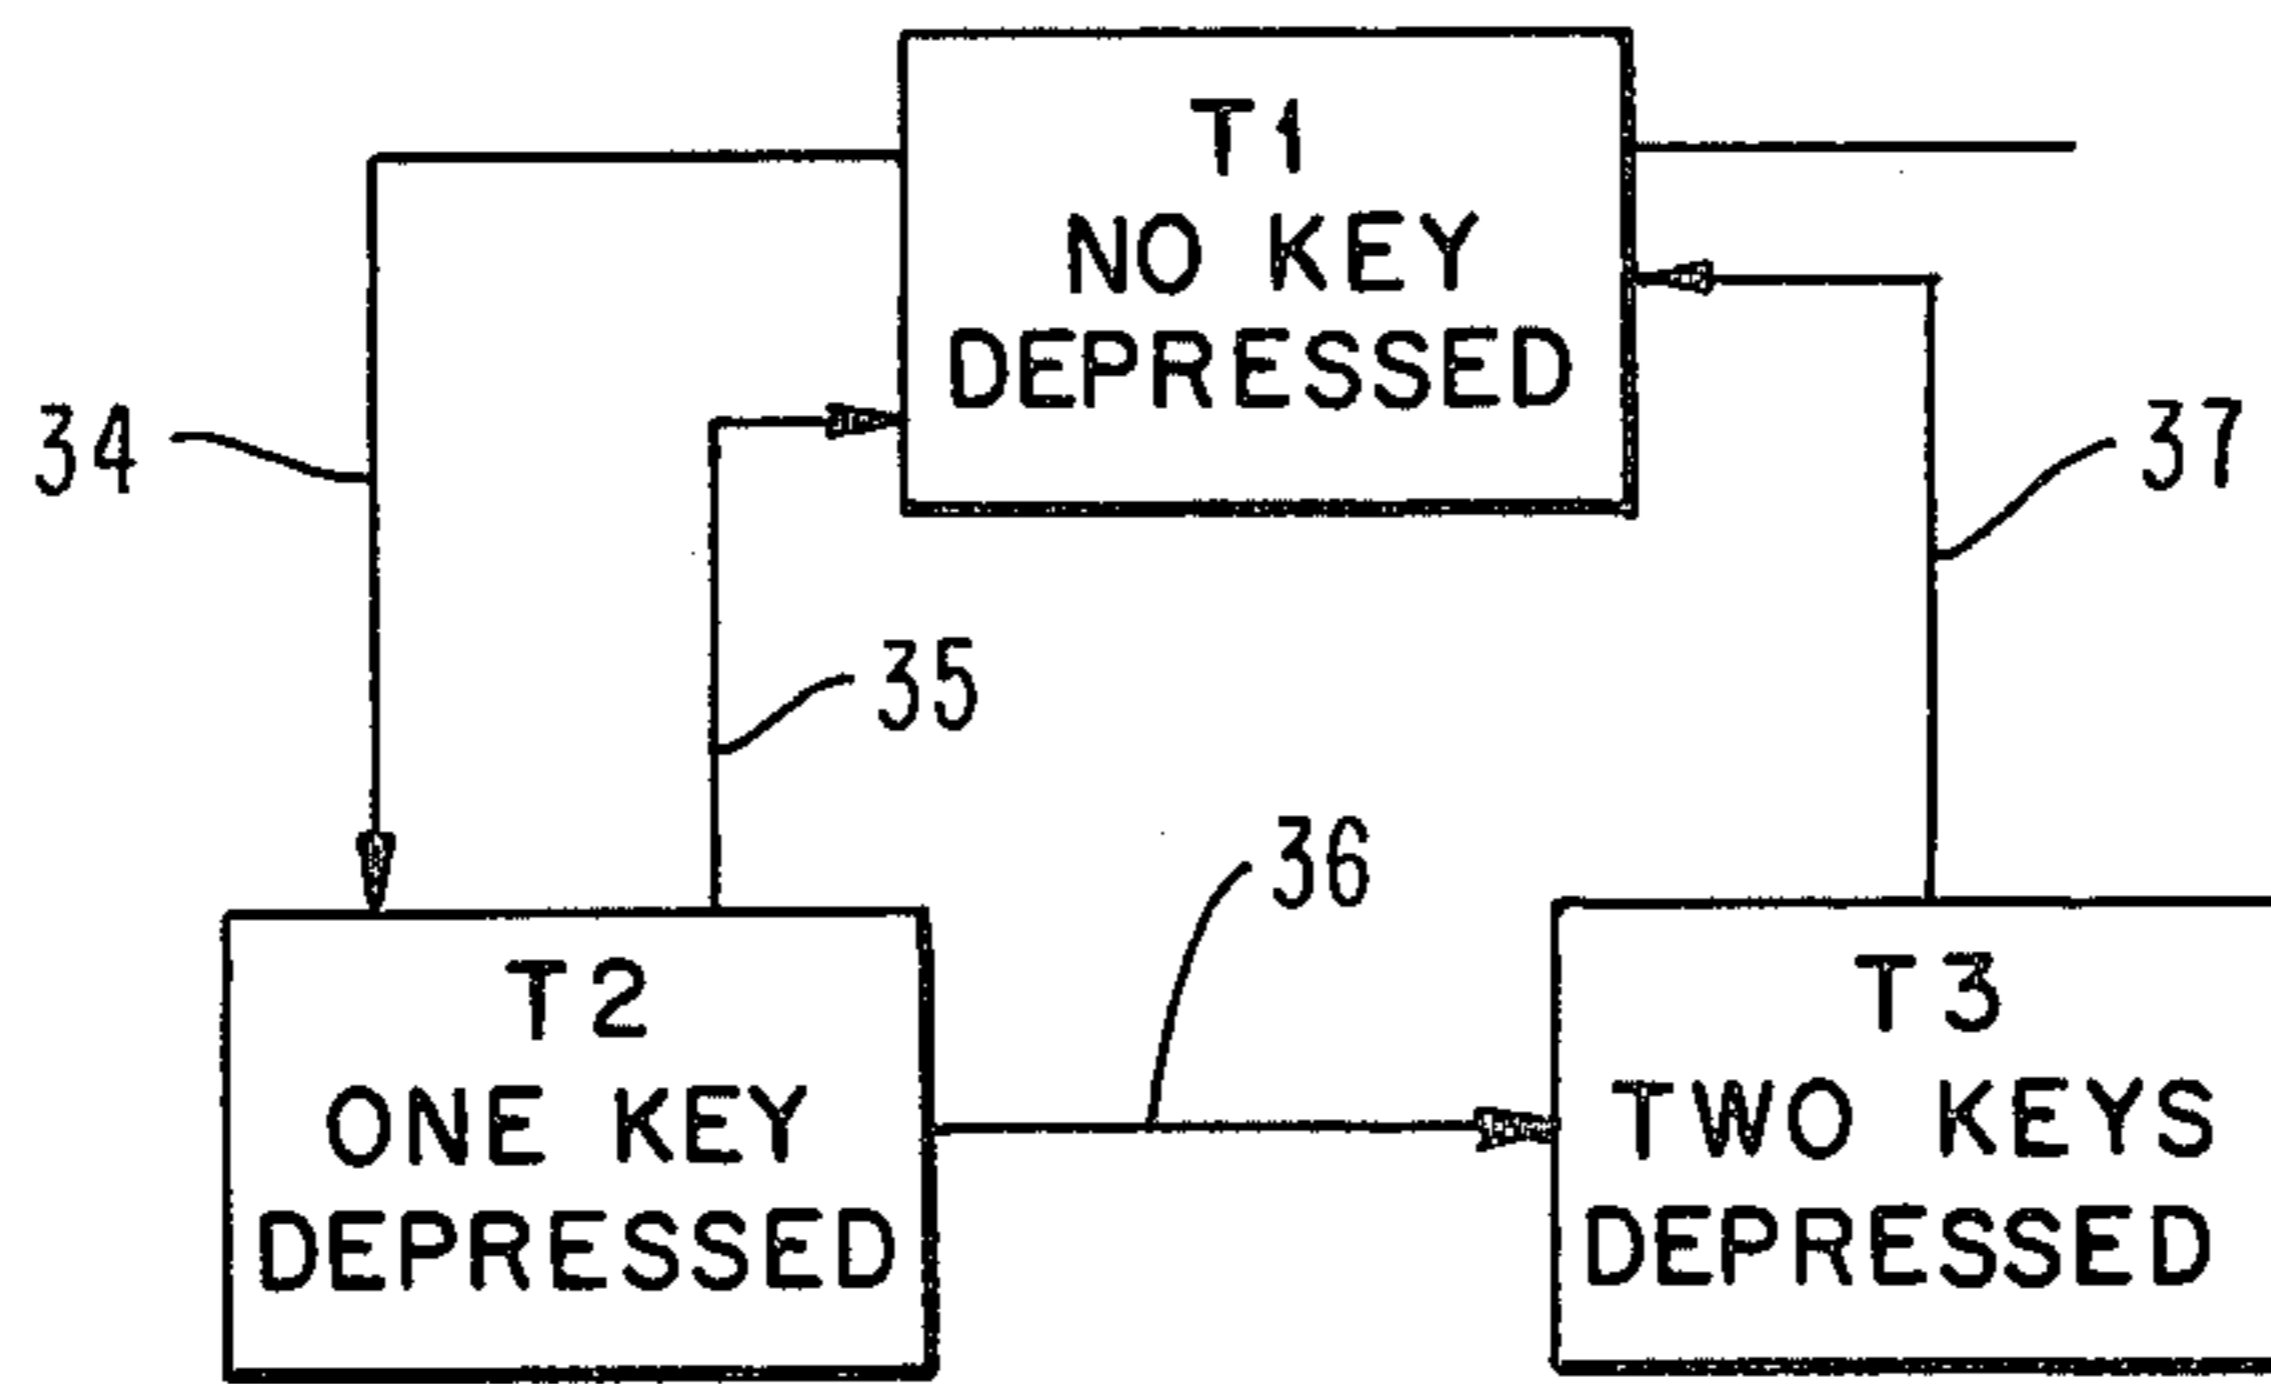 T1
NO KEY
DEPRESSED
34
37
35
36
T2
ONE KEY
DEPRESSED
T3
TWO KEYS
DEPRESSED